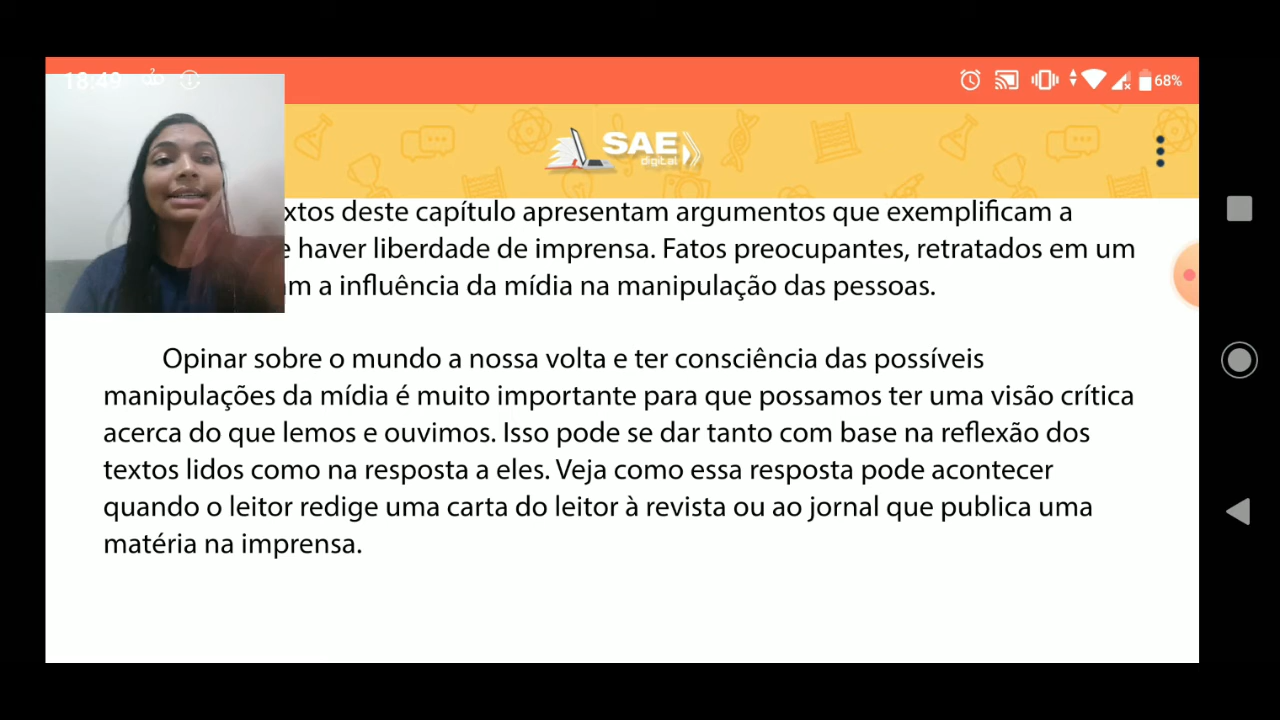 18:49
68%
SAE
digital
xtos deste capítulo apresentam argumentos que exemplificam a
e haver liberdade de imprensa. Fatos preocupantes, retratados em um
am a influência da mídia na manipulação das pessoas.
Opinar sobre o mundo a nossa volta e ter consciência das possíveis
manipulações da mídia é muito importante para que possamos ter uma visão crítica
acerca do que lemos e ouvimos. Isso pode se dar tanto com base na reflexão dos
textos lidos como na resposta a eles. Veja como essa resposta pode acontecer
quando o leitor redige uma carta do leitor à revista ou ao jornal que publica uma
matéria na imprensa.